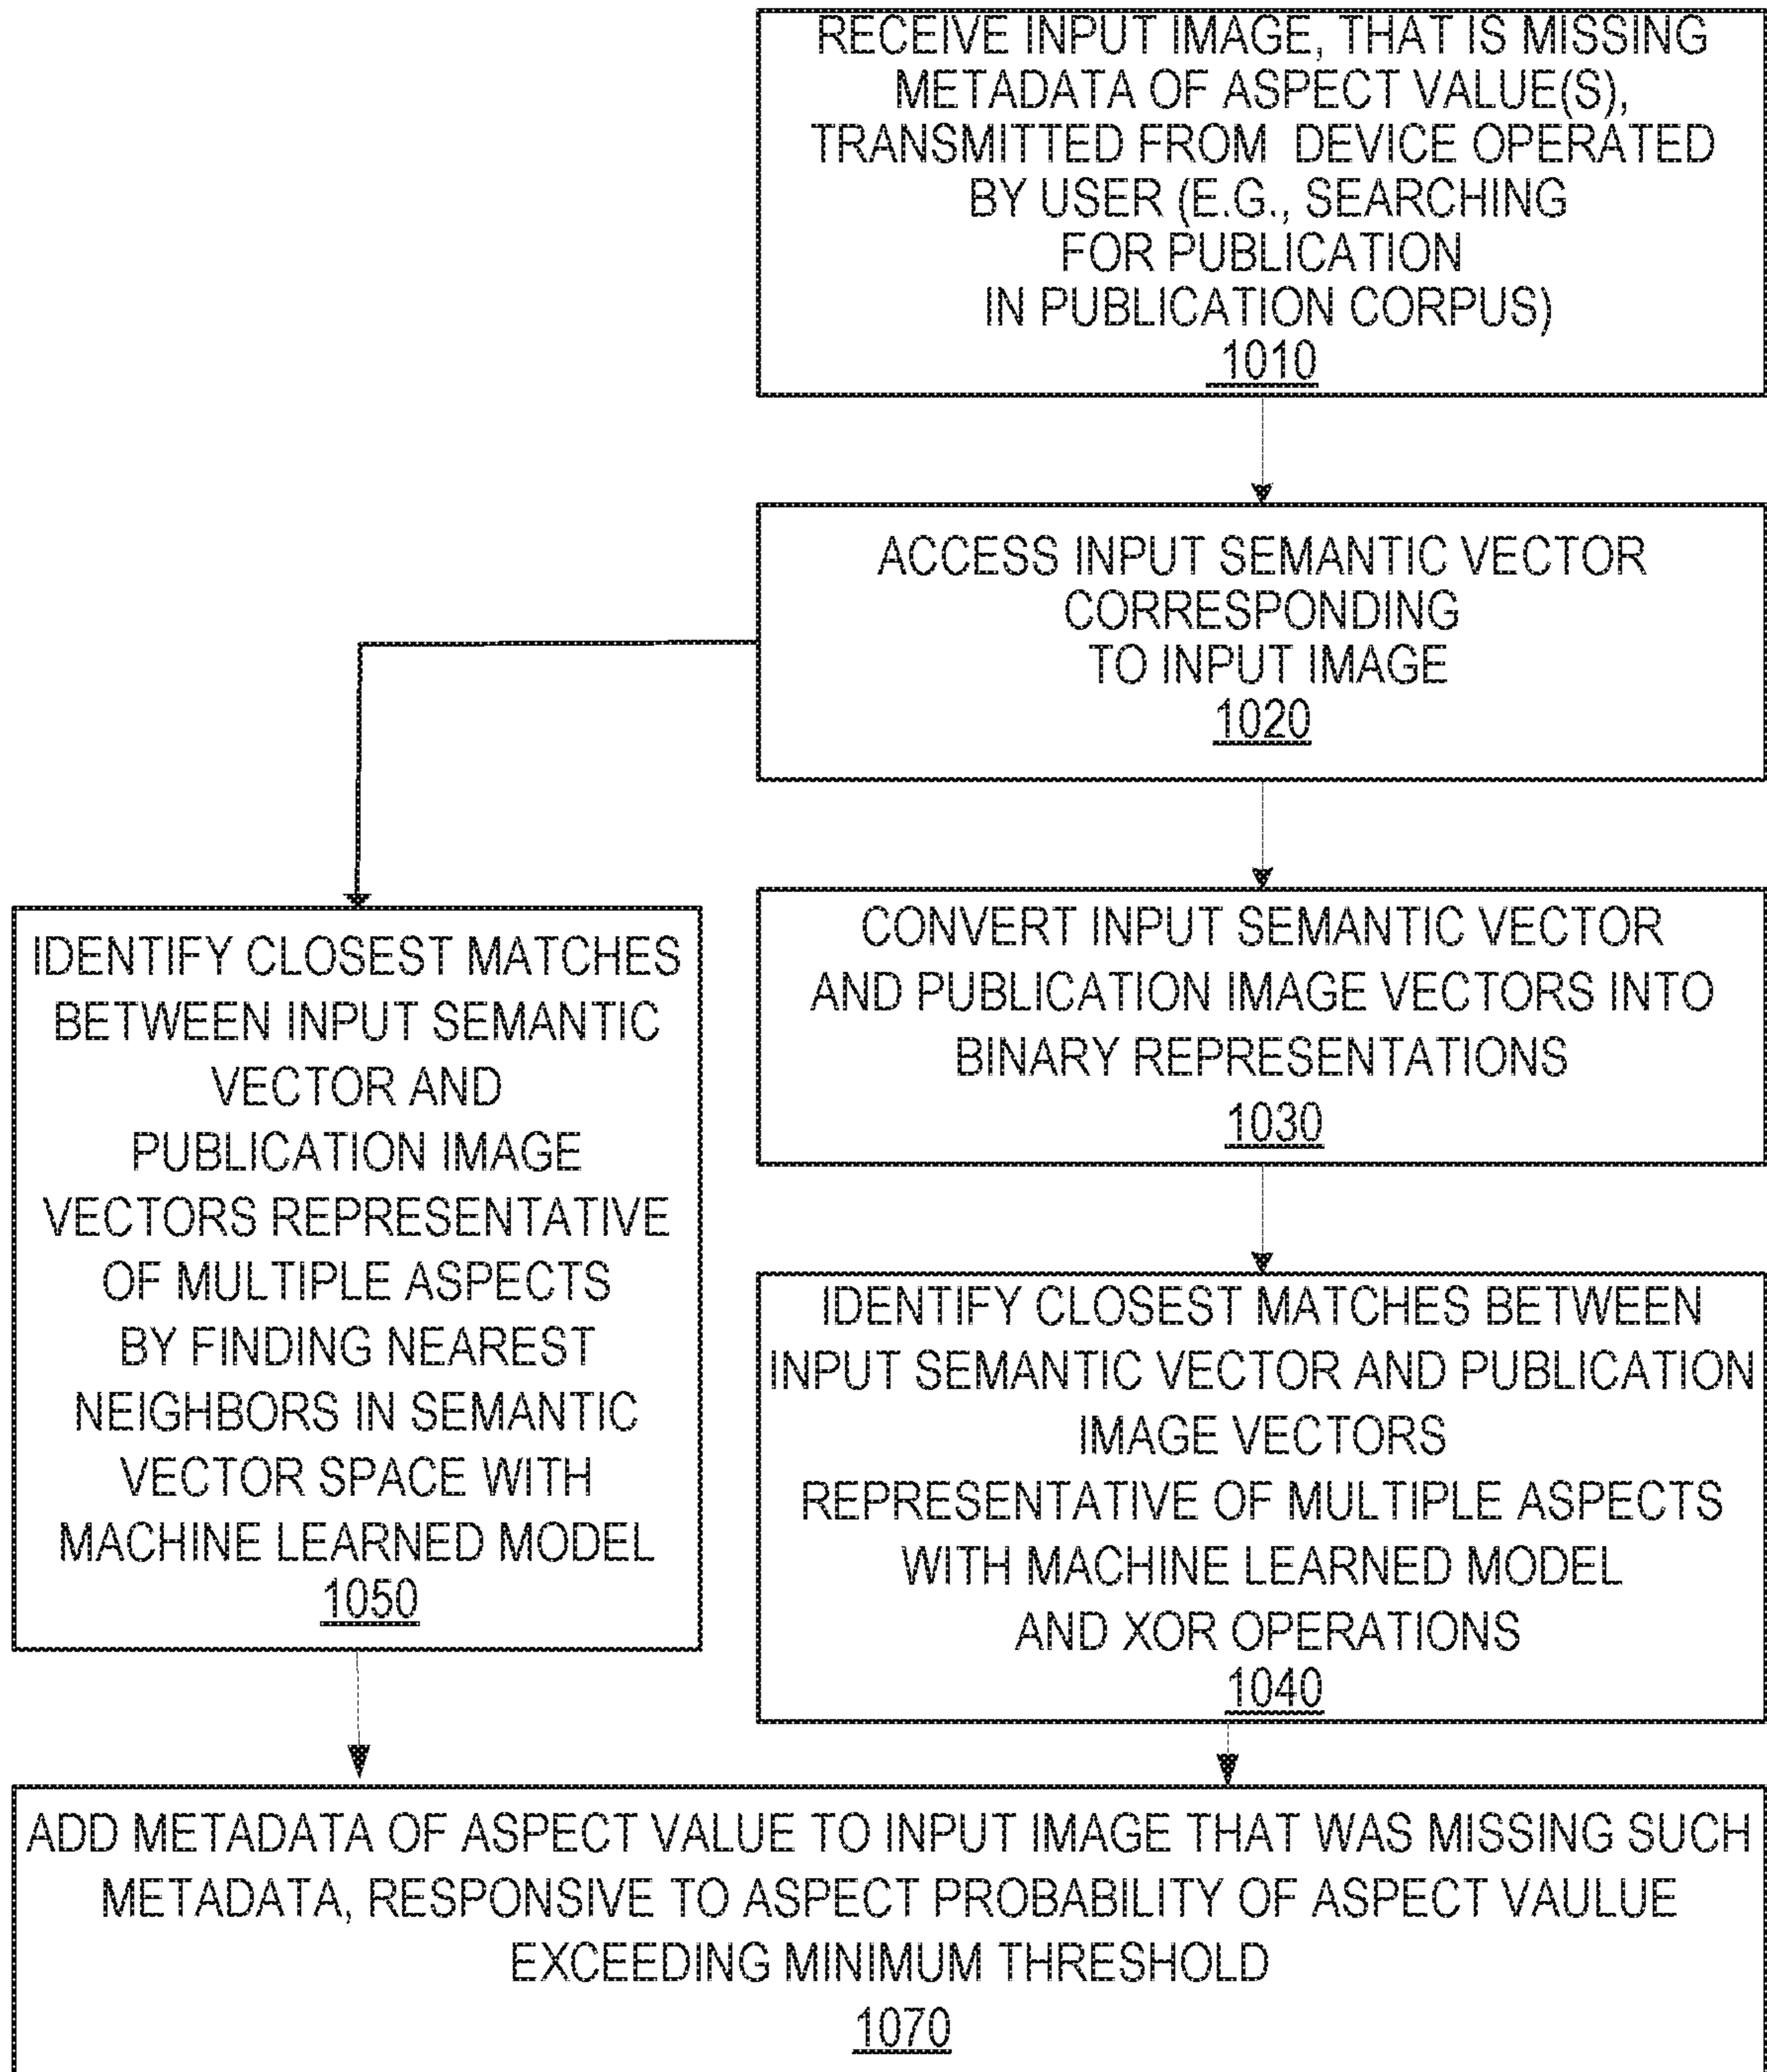 RECEIVE INPUT IMAGE, THAT IS MISSING
METADATA OF ASPECT VALUE(S),
TRANSMITTED FROM DEVICE OPERATED
BY USER (E.G., SEARCHING
FOR PUBLICATION
IN PUBLICATION CORPUS)
1010
ACCESS INPUT SEMANTIC VECTOR
CORRESPONDING
TO INPUT IMAGE
1020
CONVERT INPUT SEMANTIC VECTOR
AND PUBLICATION IMAGE VECTORS INTO
BINARY REPRESENTATIONS
1030
IDENTIFY CLOSEST MATCHES BETWEEN
INPUT SEMANTIC VECTOR AND PUBLICATION
IMAGE VECTORS
REPRESENTATIVE OF MULTIPLE ASPECTS
WITH MACHINE LEARNED MODEL
AND XOR OPERATIONS
1040
IDENTIFY CLOSEST MATCHES
BETWEEN INPUT SEMANTIC
VECTOR AND
PUBLICATION IMAGE
VECTORS REPRESENTATIVE
OF MULTIPLE ASPECTS
BY FINDING NEAREST
NEIGHBORS IN SEMANTIC
VECTOR SPACE WITH
MACHINE LEARNED MODEL
1050
ADD METADATA OF ASPECT VALUE TO INPUT IMAGE THAT WAS MISSING SUCH
METADATA, RESPONSIVE TO ASPECT PROBABILITY OF ASPECT VAULUE
EXCEEDING MINIMUM THRESHOLD
1070